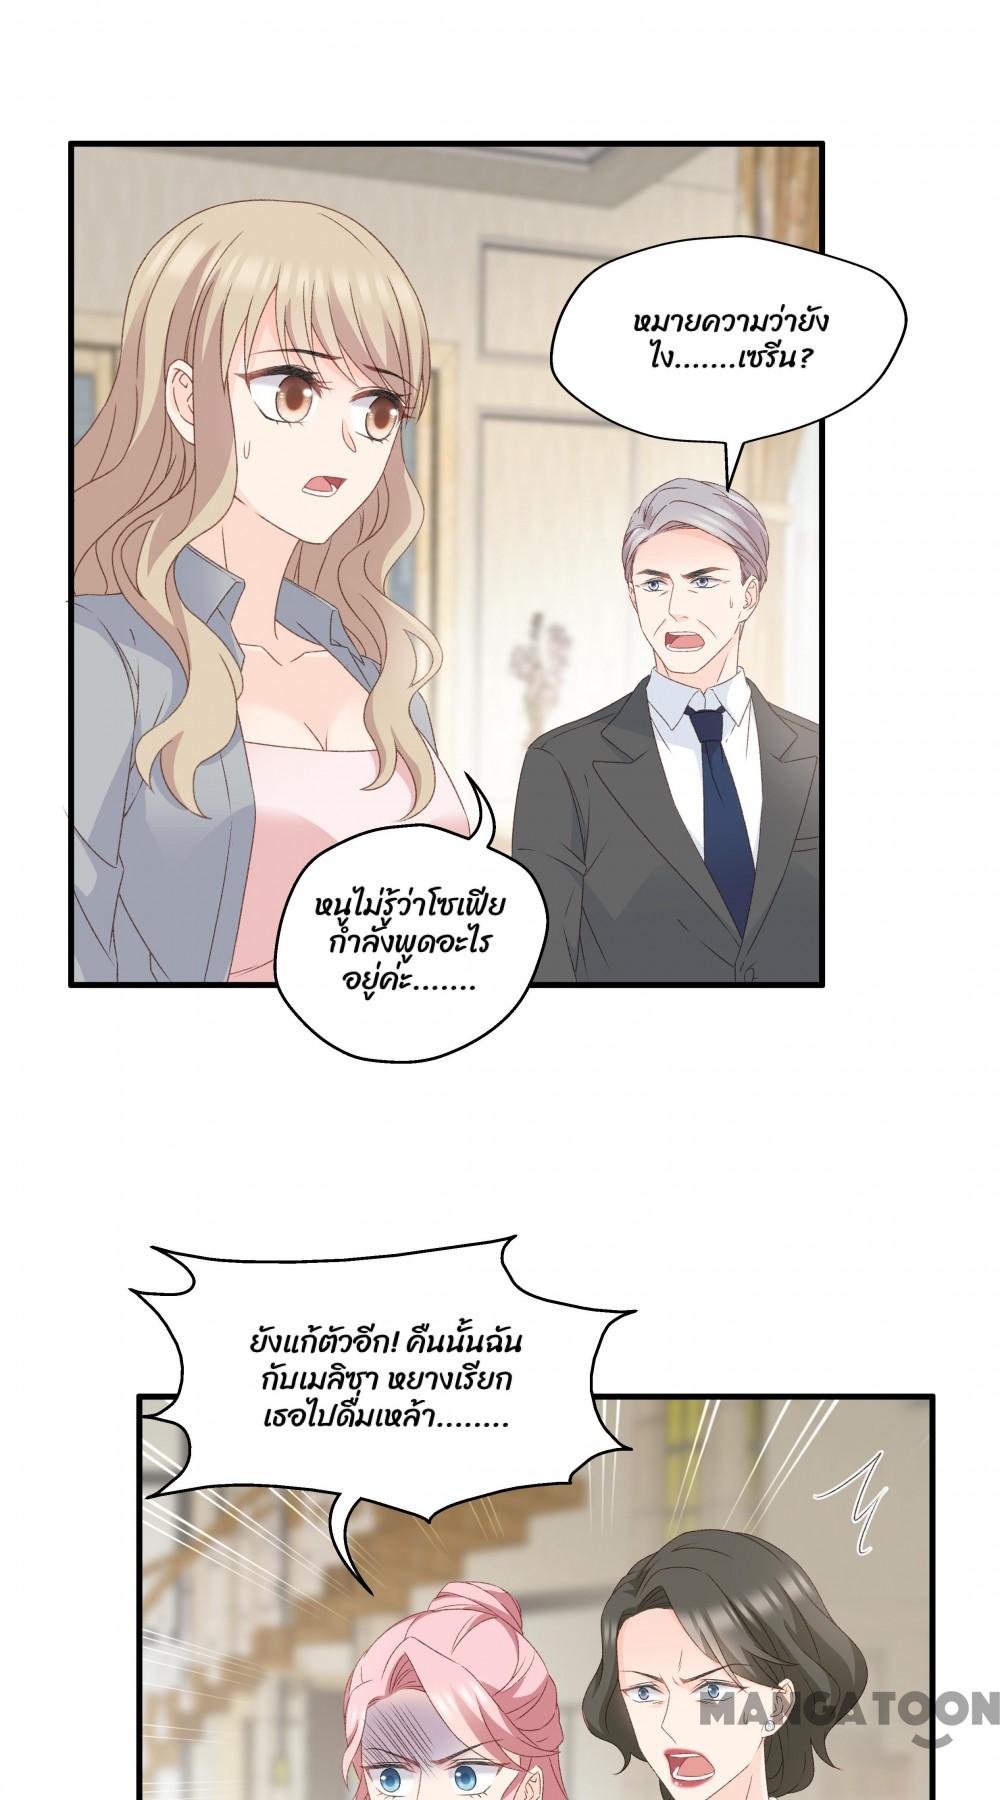 หมายความว่ายัง
ไง.......เซรีน?
หนูไม่รู้ว่าโซเฟีย
กำลังพูดอะไร
อยู่ค่ะ.......
ยังแก้ตัวอีก! คืนนั้นฉัน
กับเมลิซา หยางเรียก
เธอไปดื่มเหล้า........
MANGATOON